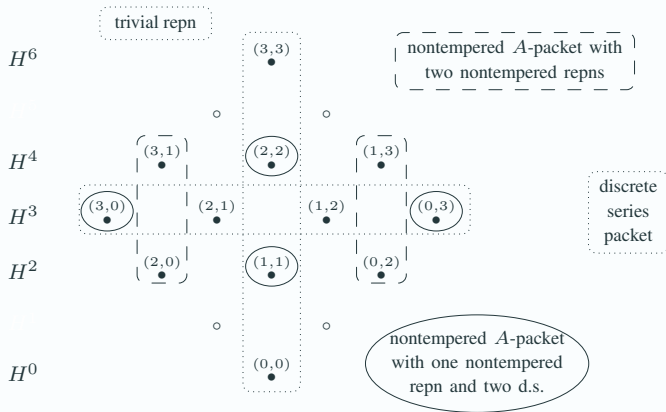 trivial repn
(3,3)
H^6
nontempered A-packet with
two nontempered repns
(3,1) (2,2) (1,3)
H^4
(3,0) (2,1) (1,2) (0,3)
H^3
discrete
series
packet
(2,0) (1,1) (0,2)
H^2
nontempered A-packet
with one nontempered
repn and two d.s.
(0,0)
H^0